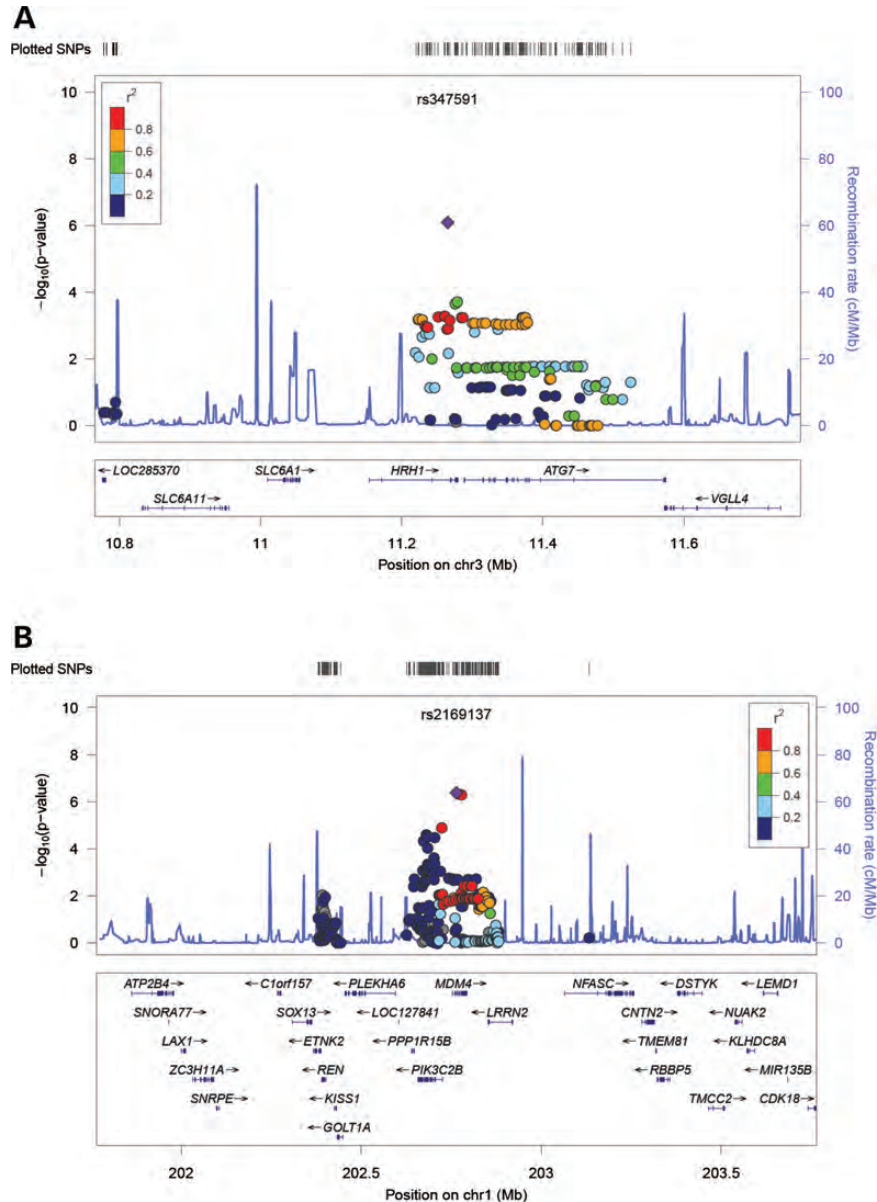 A
Plotted SNPs
10
8
6
4
2
0
−log10(p−value)
r2
0.8
0.6
0.4
0.2
rs347591
100
80
60
40
20
0
Recombination rate (cM/Mb)
←LOC285370
SLC6A1→
HRH1→
ATG7→
SLC6A11→
←VGLL4
10.8
11
11.2
11.4
11.6
Position on chr3 (Mb)
B
Plotted SNPs
10
8
6
4
2
0
−log10(p−value)
rs2169137
r2
0.8
0.6
0.4
0.2
100
80
60
40
20
0
Recombination rate (cM/Mb)
ATP2B4→ ←C1orf157 ←PLEKHA6 MDM4→ NFASC→ ←DSTYK ←LEMD1
SNORA77→ SOX13→ ←LOC127841 ←LRRN2 CNTN2→ ←NUAK2
LAX1→ ←ETNK2 ←PPP1R15B ←TMEM81 ←KLHDC8A
ZC3H11A→ ←REN ←PIK3C2B ←RBBP5 ←MIR135B
SNRPE→ ←KISS1 TMCC2→ CDK18→
←GOLT1A
202
202.5
203
203.5
Position on chr1 (Mb)